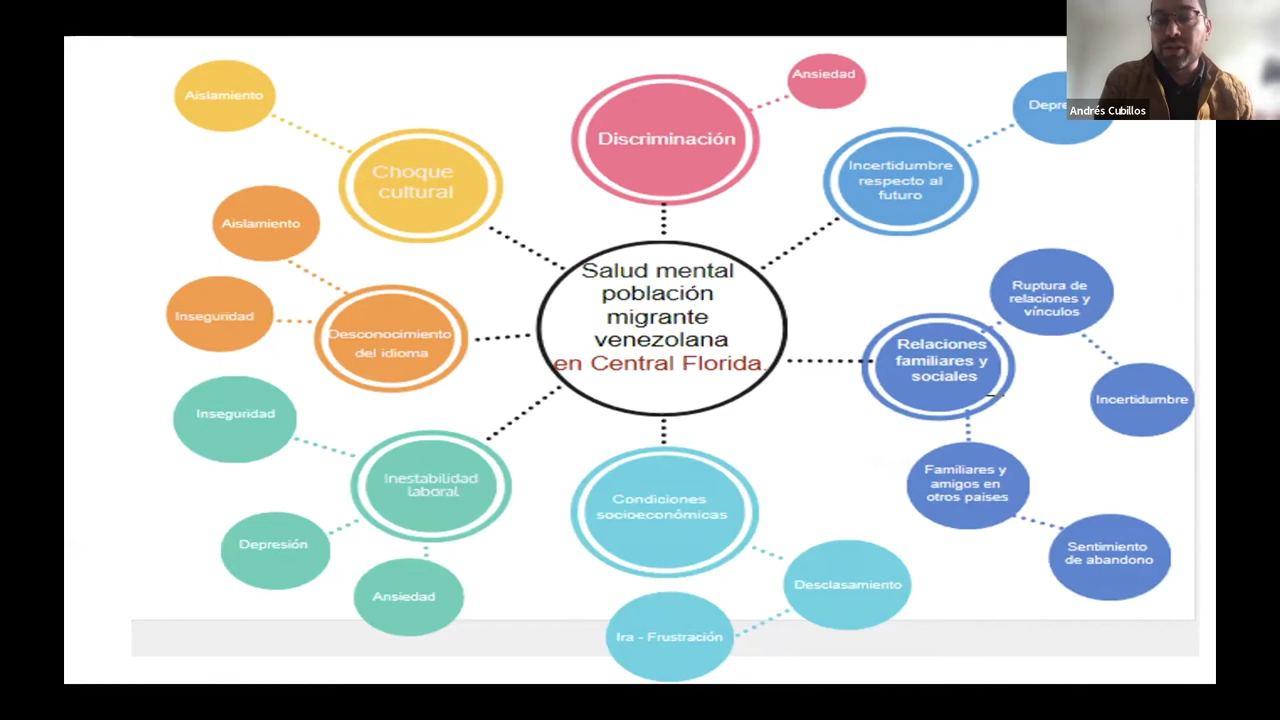 Andrés Cubillos
Aislamiento
Choque
cultural
Discriminación
Ansiedad
Incertidumbre
respecto al
futuro
Aislamiento
Inseguridad
Desconocimiento
del idioma
Salud mental
población
migrante
venezolana
en Central Florida.
Relaciones
familiares y
sociales
Ruptura de
relaciones y
vínculos
Incertidumbre
Familiares y
amigos en
otros paises
Sentimiento
de abandono
Inseguridad
Inestabilidad
laboral
Depresión
Ansiedad
Condiciones
socioeconómicas
Desclasamiento
Ira - Frustración